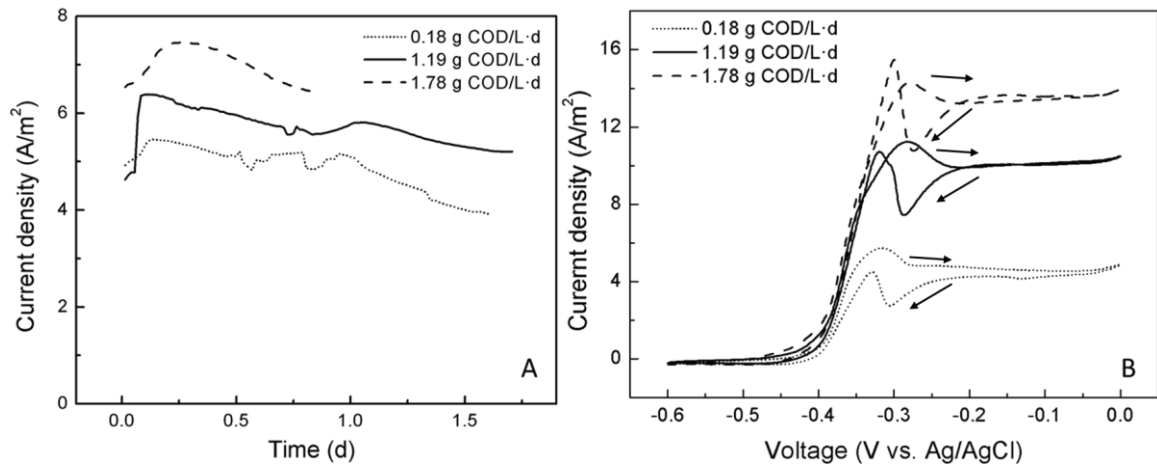 8
6
4
2
0
Current density (A/m²)
0.18 g COD/L·d
1.19 g COD/L·d
1.78 g COD/L·d
A
0.0 0.5 1.0 1.5
Time (d)
16
12
8
4
0
Curernt density (A/m²)
0.18 g COD/L·d
1.19 g COD/L·d
1.78 g COD/L·d
B
-0.6 -0.5 -0.4 -0.3 -0.2 -0.1 0.0
Voltage (V vs. Ag/AgCl)